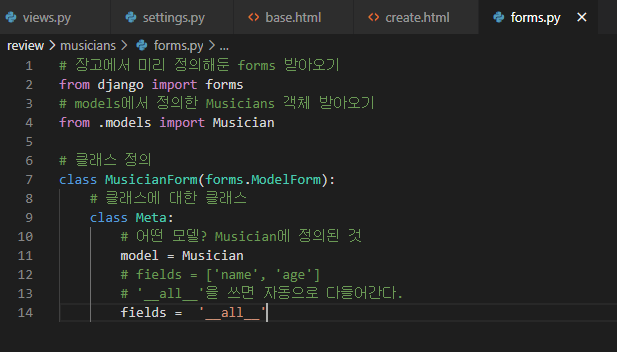 views.py settings.py base.html create.html forms.py
review > musicians > forms.py > ...
1 # 장고에서 미리 정의해둔 forms 받아오기
2 from django import forms
3 # models에서 정의한 Musicians 객체 받아오기
4 from .models import Musician
5
6 # 클래스 정의
7 class MusicianForm(forms.ModelForm):
8 # 클래스에 대한 클래스
9 class Meta:
10 # 어떤 모델? Musician에 정의된 것
11 model = Musician
12 # fields = ['name', 'age']
13 # '__all__'을 쓰면 자동으로 다들어간다.
14 fields =  '__all__'